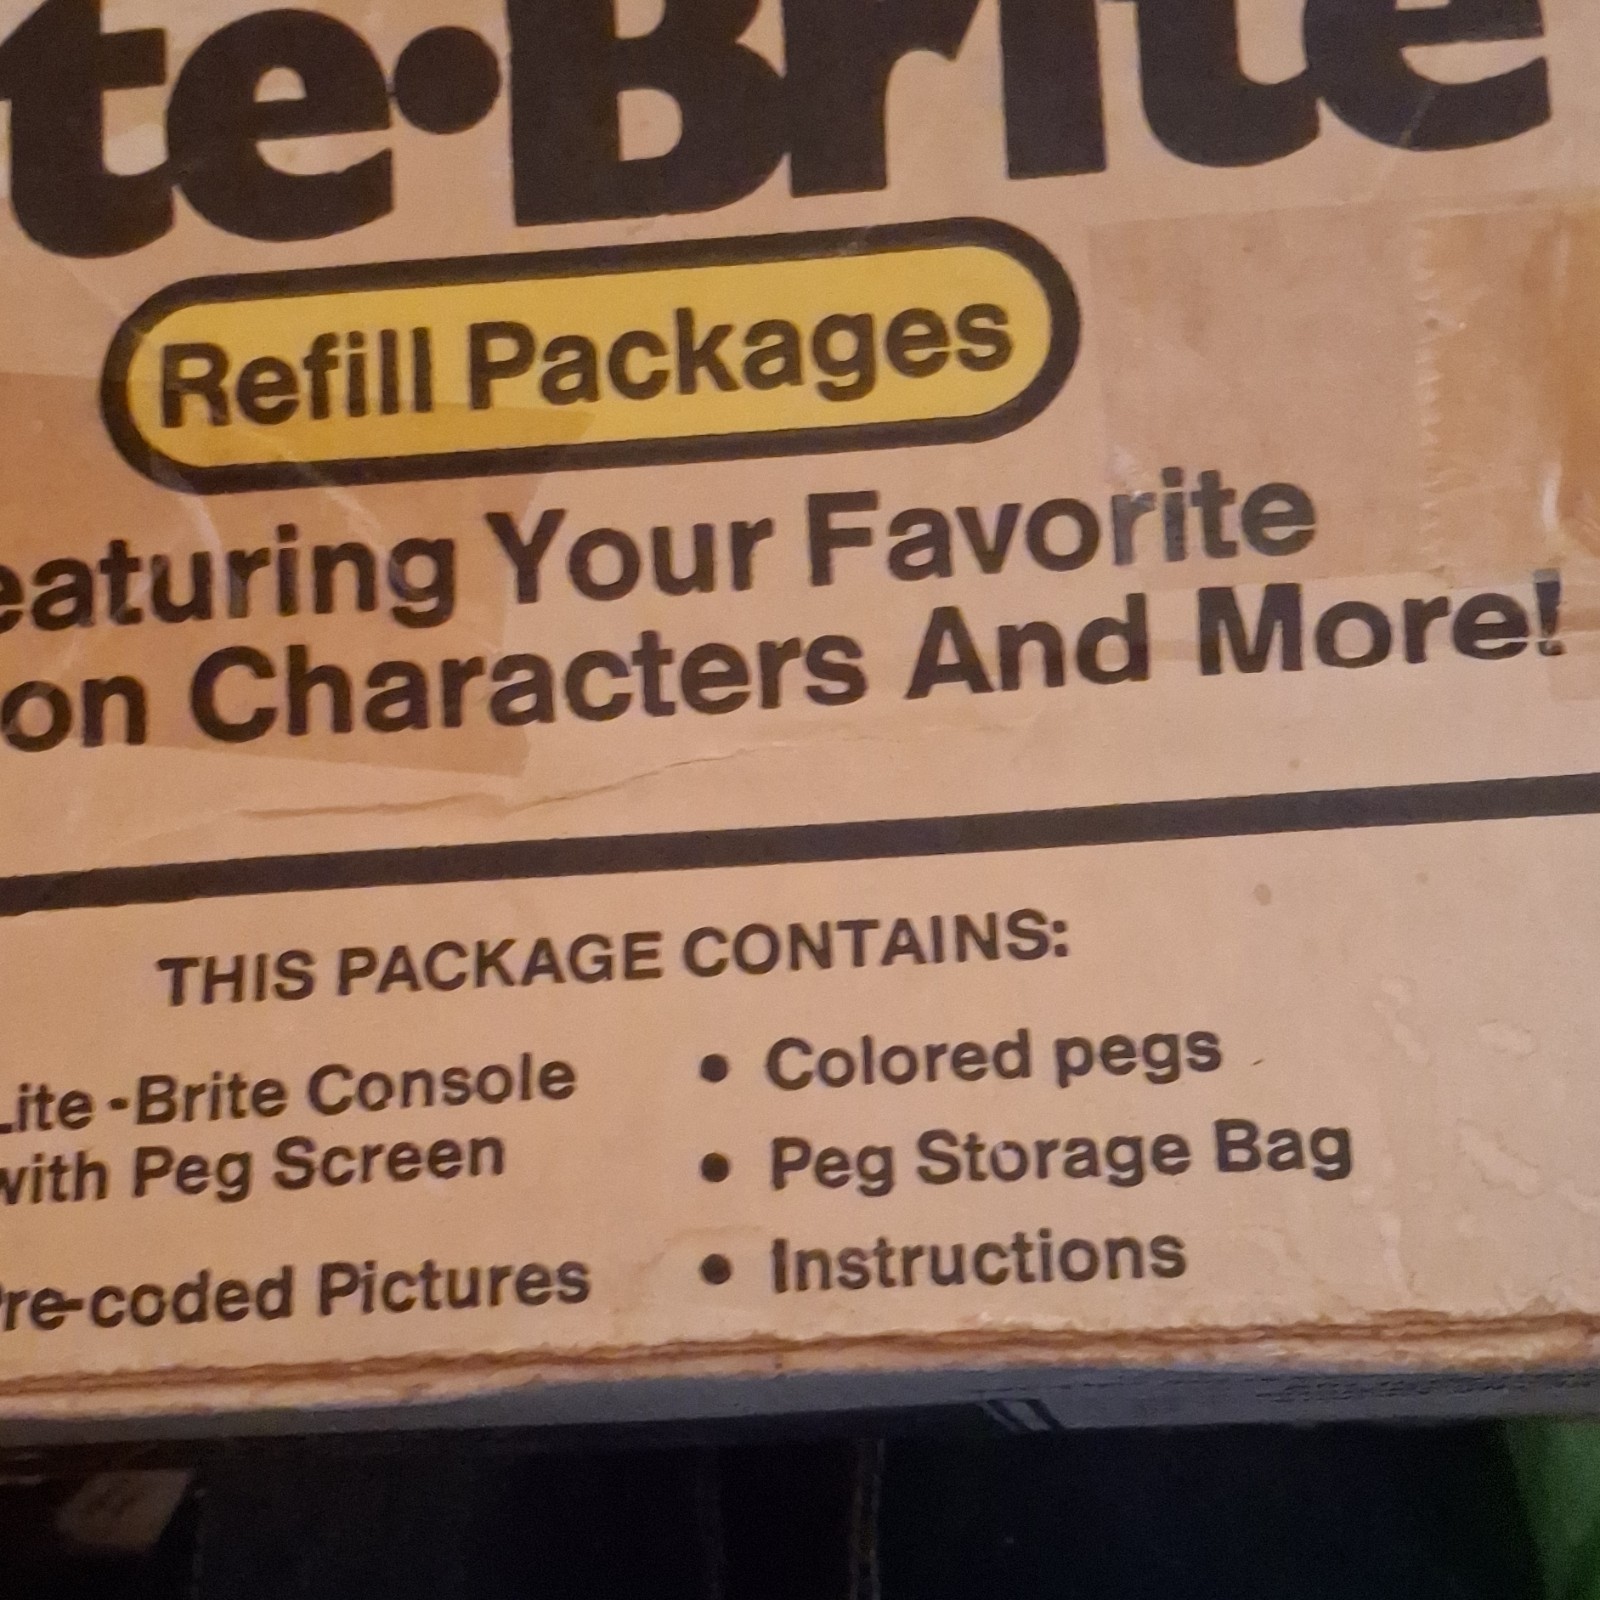 te•Brite
Refill Packages
eaturing Your Favorite
on Characters And More!
THIS PACKAGE CONTAINS:
Lite-Brite Console
with Peg Screen
Pre-coded Pictures
• Colored pegs
• Peg Storage Bag
• Instructions